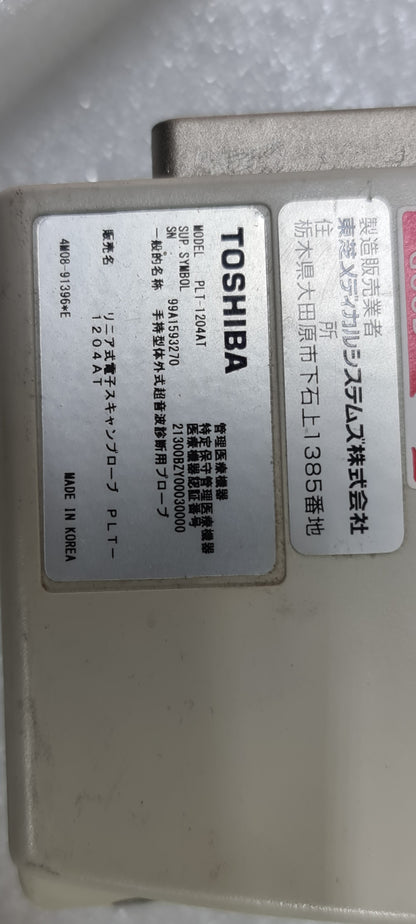 製造販売業者
東芝メディカルシステムズ株式会社
住 所
栃木県大田原市下石上1385番地
TOSHIBA
管理医療機器
特定保守管理医療機器
医療機器認証番号
21300BZY00030000
MODEL PLT-1204AT
SUP.SYMBOL
SN 99A1593270
一般的名称 手持型体外式超音波診断用プローブ
販売名 リニア式電子スキャンプローブ PLT-
1204AT
4M08-91396*E MADE IN KOREA